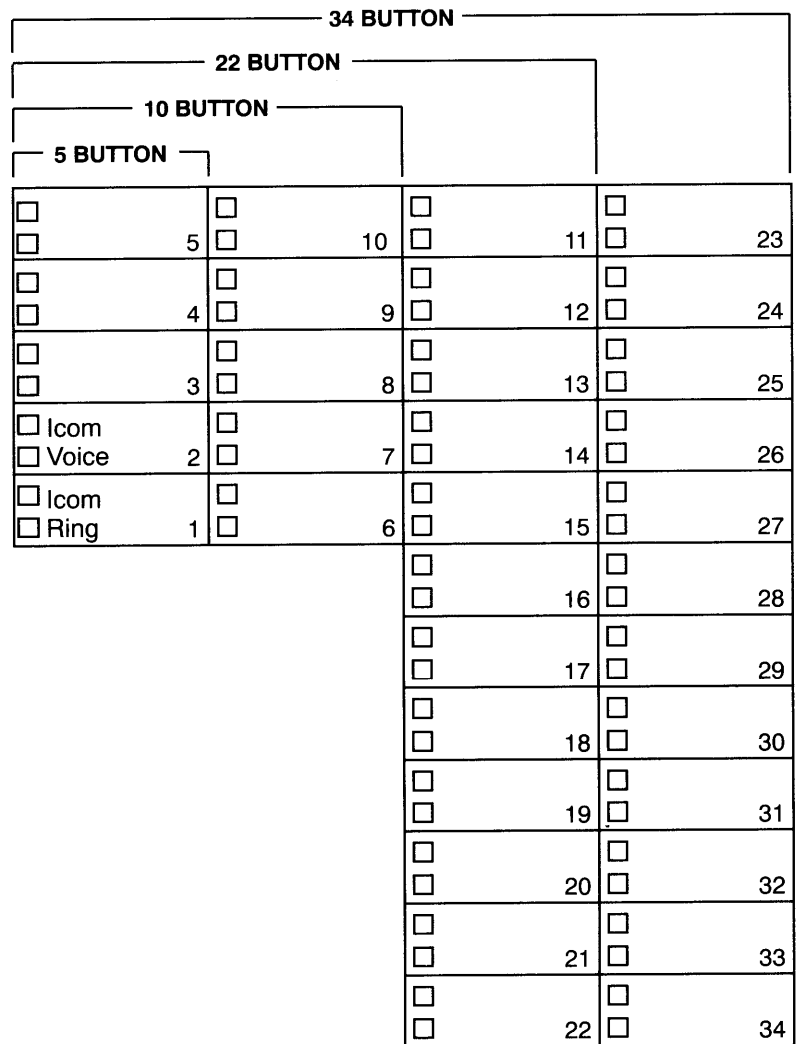 34 BUTTON
22 BUTTON
10 BUTTON
5 BUTTON
5 10 11 23
4 9 12 24
3 8 13 25
Icom
Voice 2 7 14 26
Icom
Ring 1 6 15 27
16 28
17 29
18 30
19 31
20 32
21 33
22 34